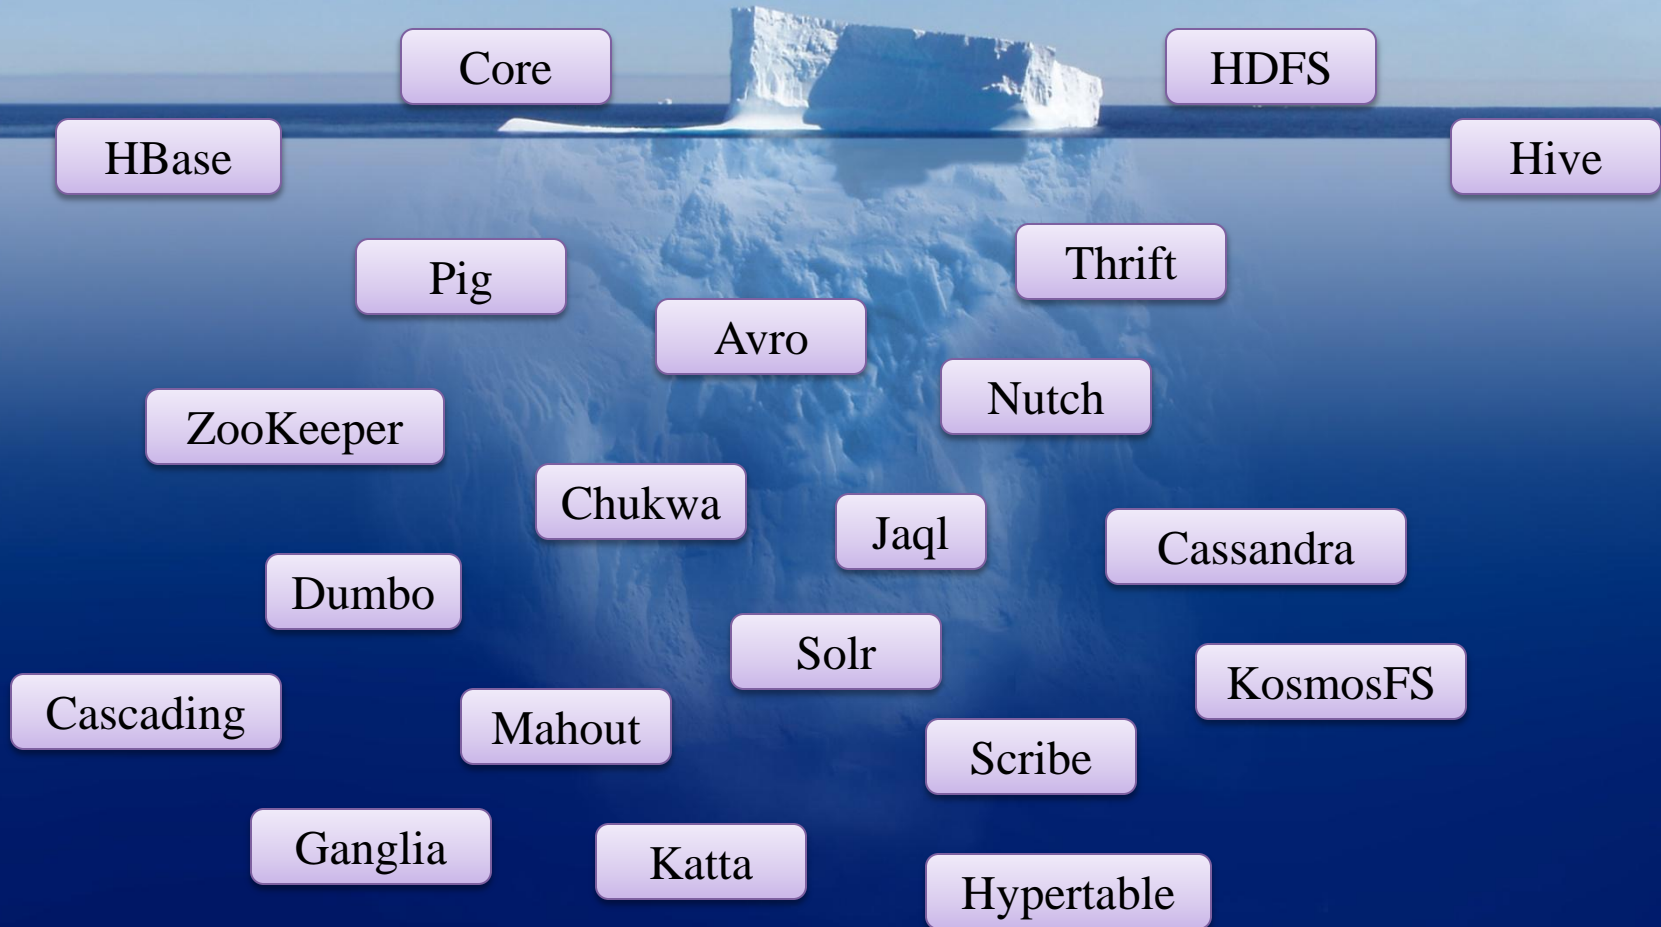 Core
HDFS
HBase
Hive
Pig
Thrift
Avro
Nutch
ZooKeeper
Chukwa
Jaql
Cassandra
Dumbo
Solr
KosmosFS
Cascading
Mahout
Scribe
Ganglia
Katta
Hypertable